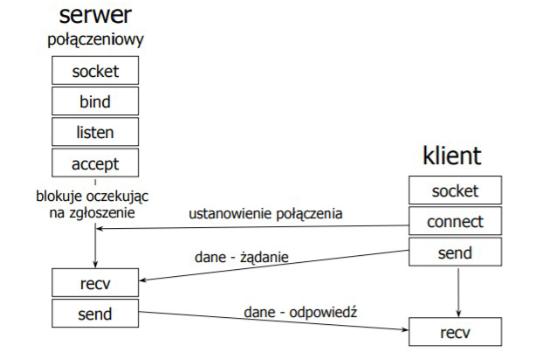 serwer
połączeniowy
socket
bind
listen
accept
blokuje oczekując
na zgłoszenie
recv
send
klient
socket
connect
send
recv
ustanowienie połączenia
dane - żądanie
dane - odpowiedź